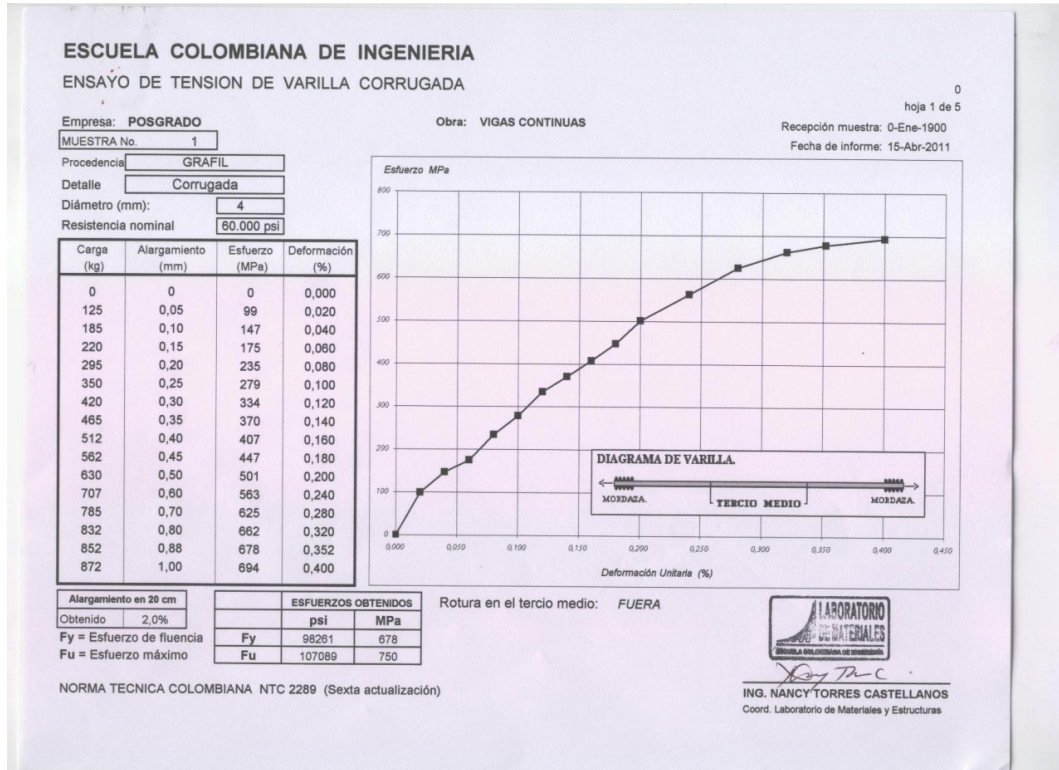 ESCUELA COLOMBIANA DE INGENIERIA
ENSAYO DE TENSION DE VARILLA CORRUGADA
0
hoja 1 de 5
Empresa: POSGRADO
Obra: VIGAS CONTINUAS
Recepción muestra: 0-Ene-1900
MUESTRA No. 1
Fecha de informe: 15-Abr-2011
Procedencia GRAFIL
Detalle Corrugada
Diámetro (mm): 4
Resistencia nominal 60.000 psi
Carga Alargamiento Esfuerzo Deformación
(kg) (mm) (MPa) (%)
0 0 0 0,000
125 0,05 99 0,020
185 0,10 147 0,040
220 0,15 175 0,060
295 0,20 235 0,080
350 0,25 279 0,100
420 0,30 334 0,120
465 0,35 370 0,140
512 0,40 407 0,160
562 0,45 447 0,180
630 0,50 501 0,200
707 0,60 563 0,240
785 0,70 625 0,280
832 0,80 662 0,320
852 0,88 678 0,352
872 1,00 694 0,400
Esfuerzo MPa
800
700
600
500
400
300
200
100
0
0,000 0,050 0,100 0,150 0,200 0,250 0,300 0,350 0,400 0,450
Deformación Unitaria (%)
DIAGRAMA DE VARILLA.
MORDAZA. TERCIO MEDIO MORDAZA.
Alargamiento en 20 cm
Obtenido 2,0%
Fy = Esfuerzo de fluencia
Fu = Esfuerzo máximo
ESFUERZOS OBTENIDOS
psi MPa
Fy 98261 678
Fu 107089 750
Rotura en el tercio medio: FUERA
LABORATORIO
DE MATERIALES
ESCUELA COLOMBIANA DE INGENIERIA
ING. NANCY TORRES CASTELLANOS
Coord. Laboratorio de Materiales y Estructuras
NORMA TECNICA COLOMBIANA NTC 2289 (Sexta actualización)